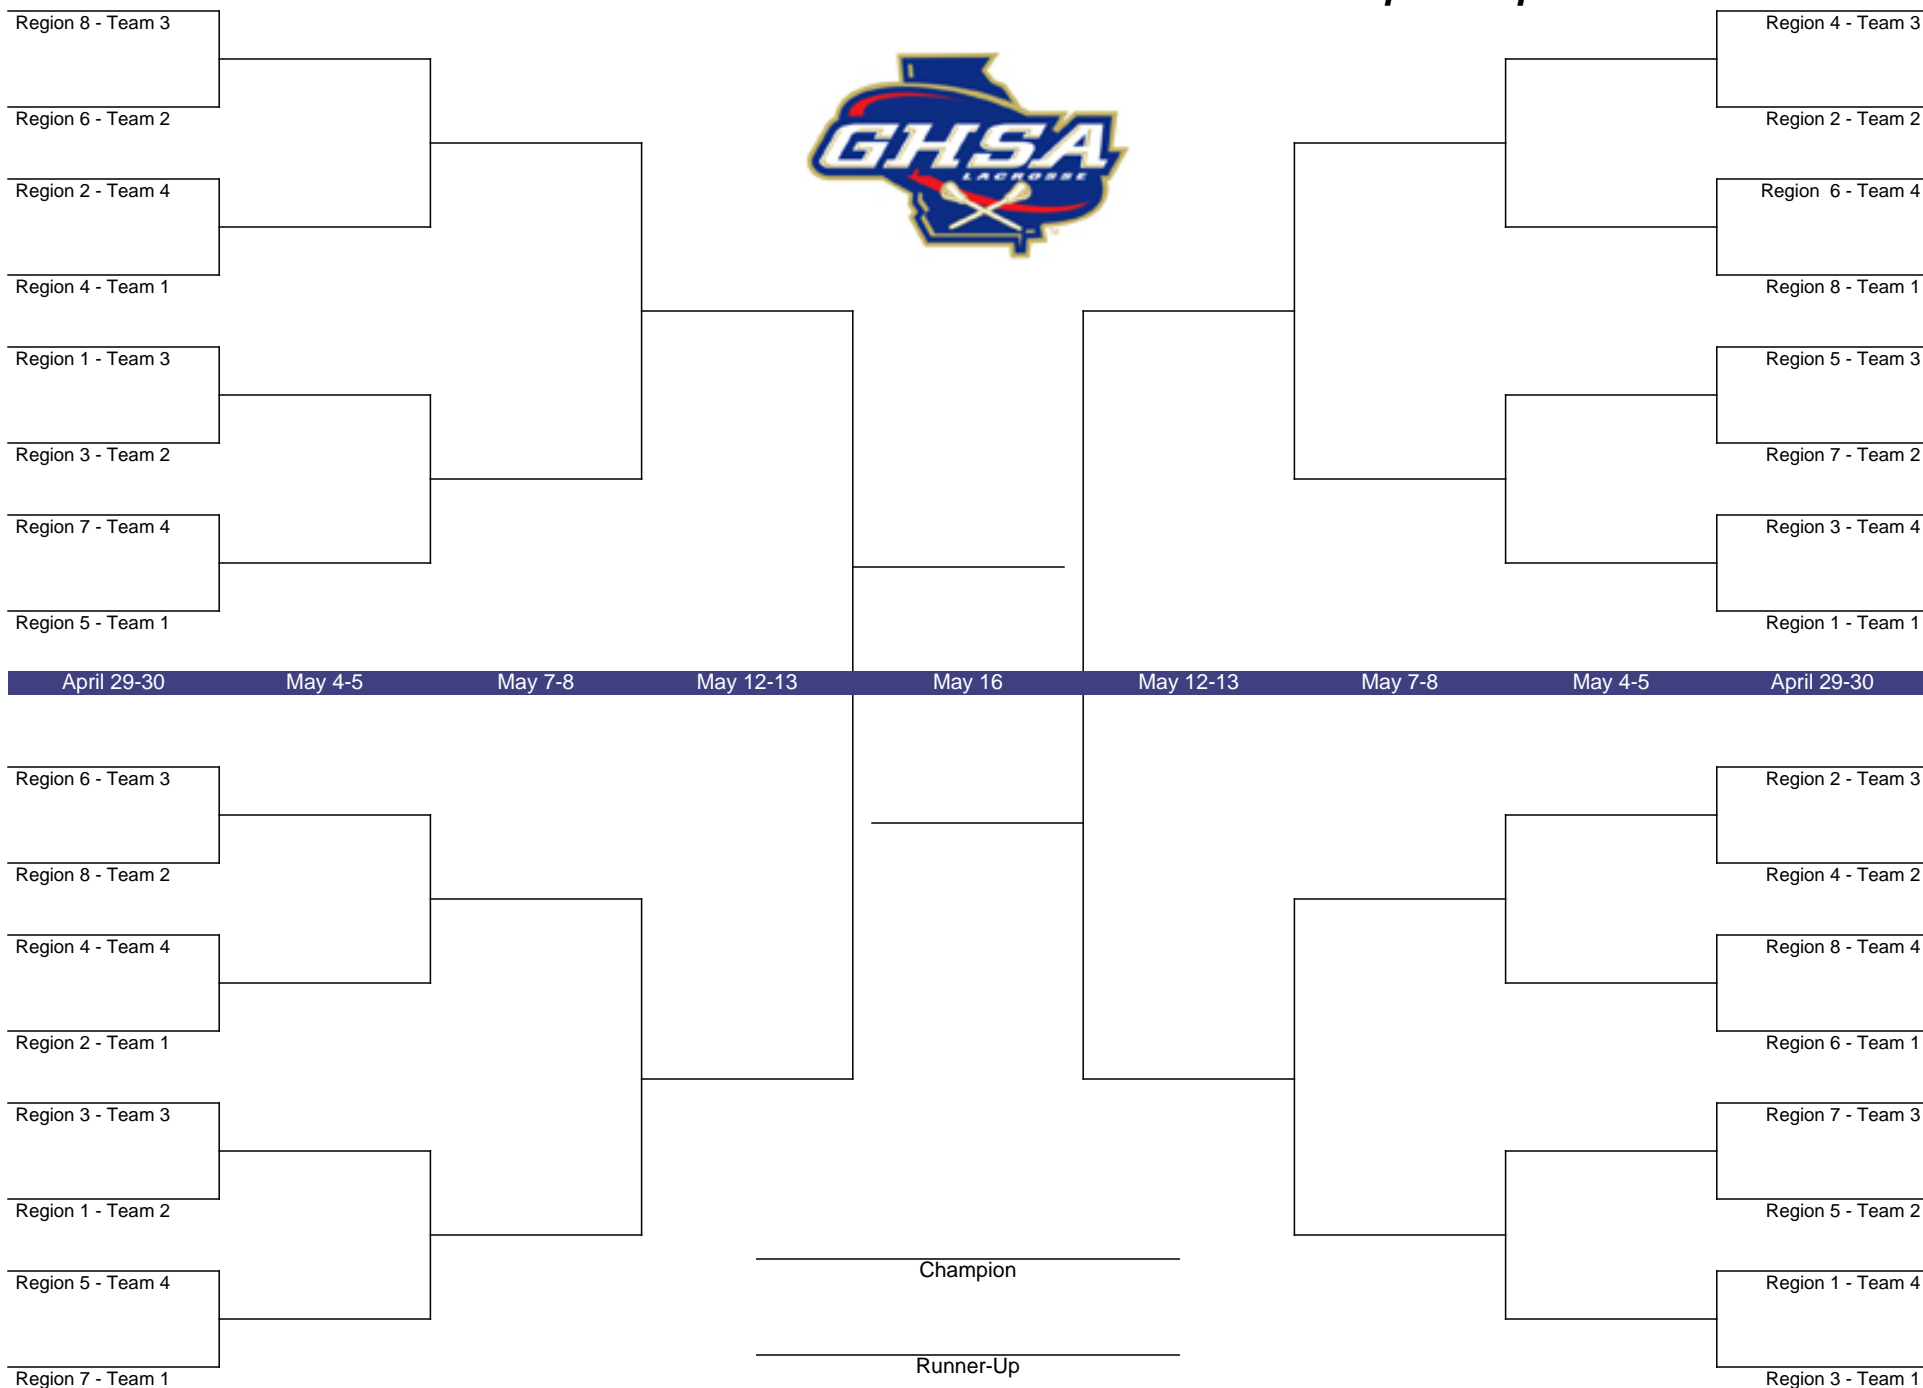 Region 8 - Team 3
Region 6 - Team 2
Region 2 - Team 4
Region 4 - Team 1
Region 1 - Team 3
Region 3 - Team 2
Region 7 - Team 4
Region 5 - Team 1
GHSA
LACROSSE
Region 4 - Team 3
Region 2 - Team 2
Region  6 - Team 4
Region 8 - Team 1
Region 5 - Team 3
Region 7 - Team 2
Region 3 - Team 4
Region 1 - Team 1
April 29-30 May 4-5 May 7-8 May 12-13 May 16 May 12-13 May 7-8 May 4-5 April 29-30
Region 6 - Team 3
Region 8 - Team 2
Region 4 - Team 4
Region 2 - Team 1
Region 3 - Team 3
Region 1 - Team 2
Region 5 - Team 4
Region 7 - Team 1
Champion
Runner-Up
Region 2 - Team 3
Region 4 - Team 2
Region 8 - Team 4
Region 6 - Team 1
Region 7 - Team 3
Region 5 - Team 2
Region 1 - Team 4
Region 3 - Team 1